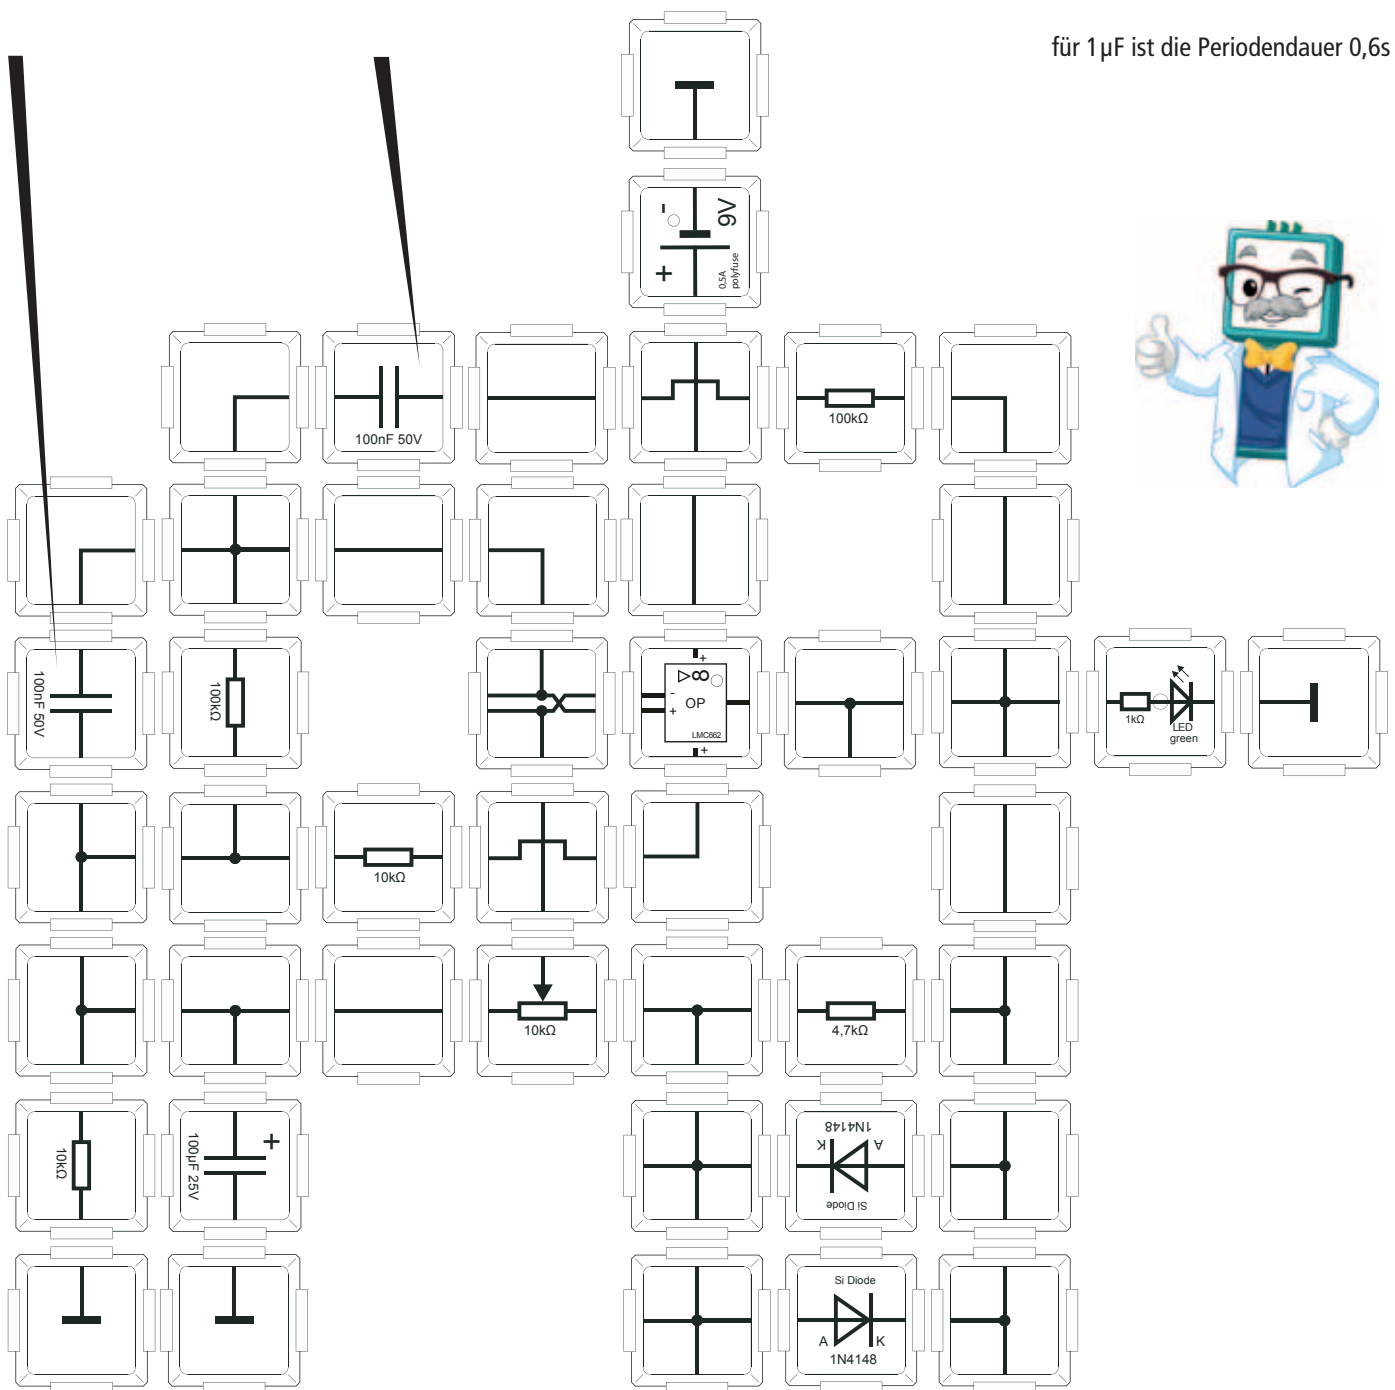 für 1µF ist die Periodendauer 0,6s
- 9V
+
0,5A
polyfuse
100nF 50V
100kΩ
100nF 50V
100kΩ
+
▷8
-
OP
+
LMC662
+
1kΩ
LED
green
10kΩ
10kΩ
4,7kΩ
10kΩ
100µF 25V
+
1N4148
K A
Si Diode
Si Diode
A K
1N4148